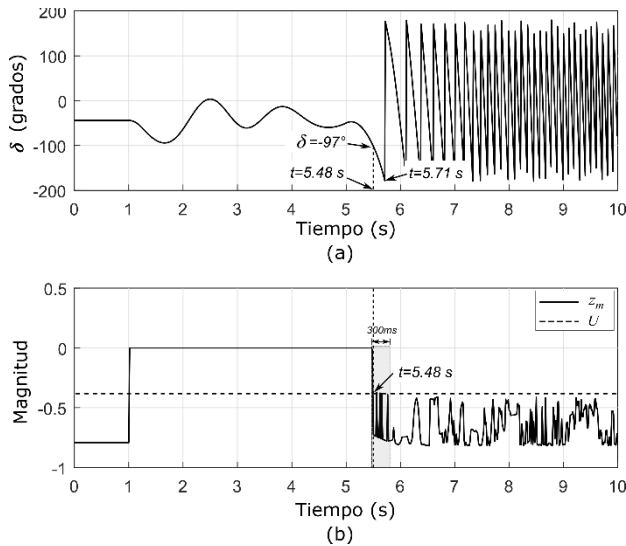 200
100
0
-100
-200
δ (grados)
δ=-97°
t=5.48 s
t=5.71 s
0 1 2 3 4 5 6 7 8 9 10
Tiempo (s)
(a)
0.5
0
-0.5
-1
Magnitud
300ms
z_m
U
t=5.48 s
0 1 2 3 4 5 6 7 8 9 10
Tiempo (s)
(b)